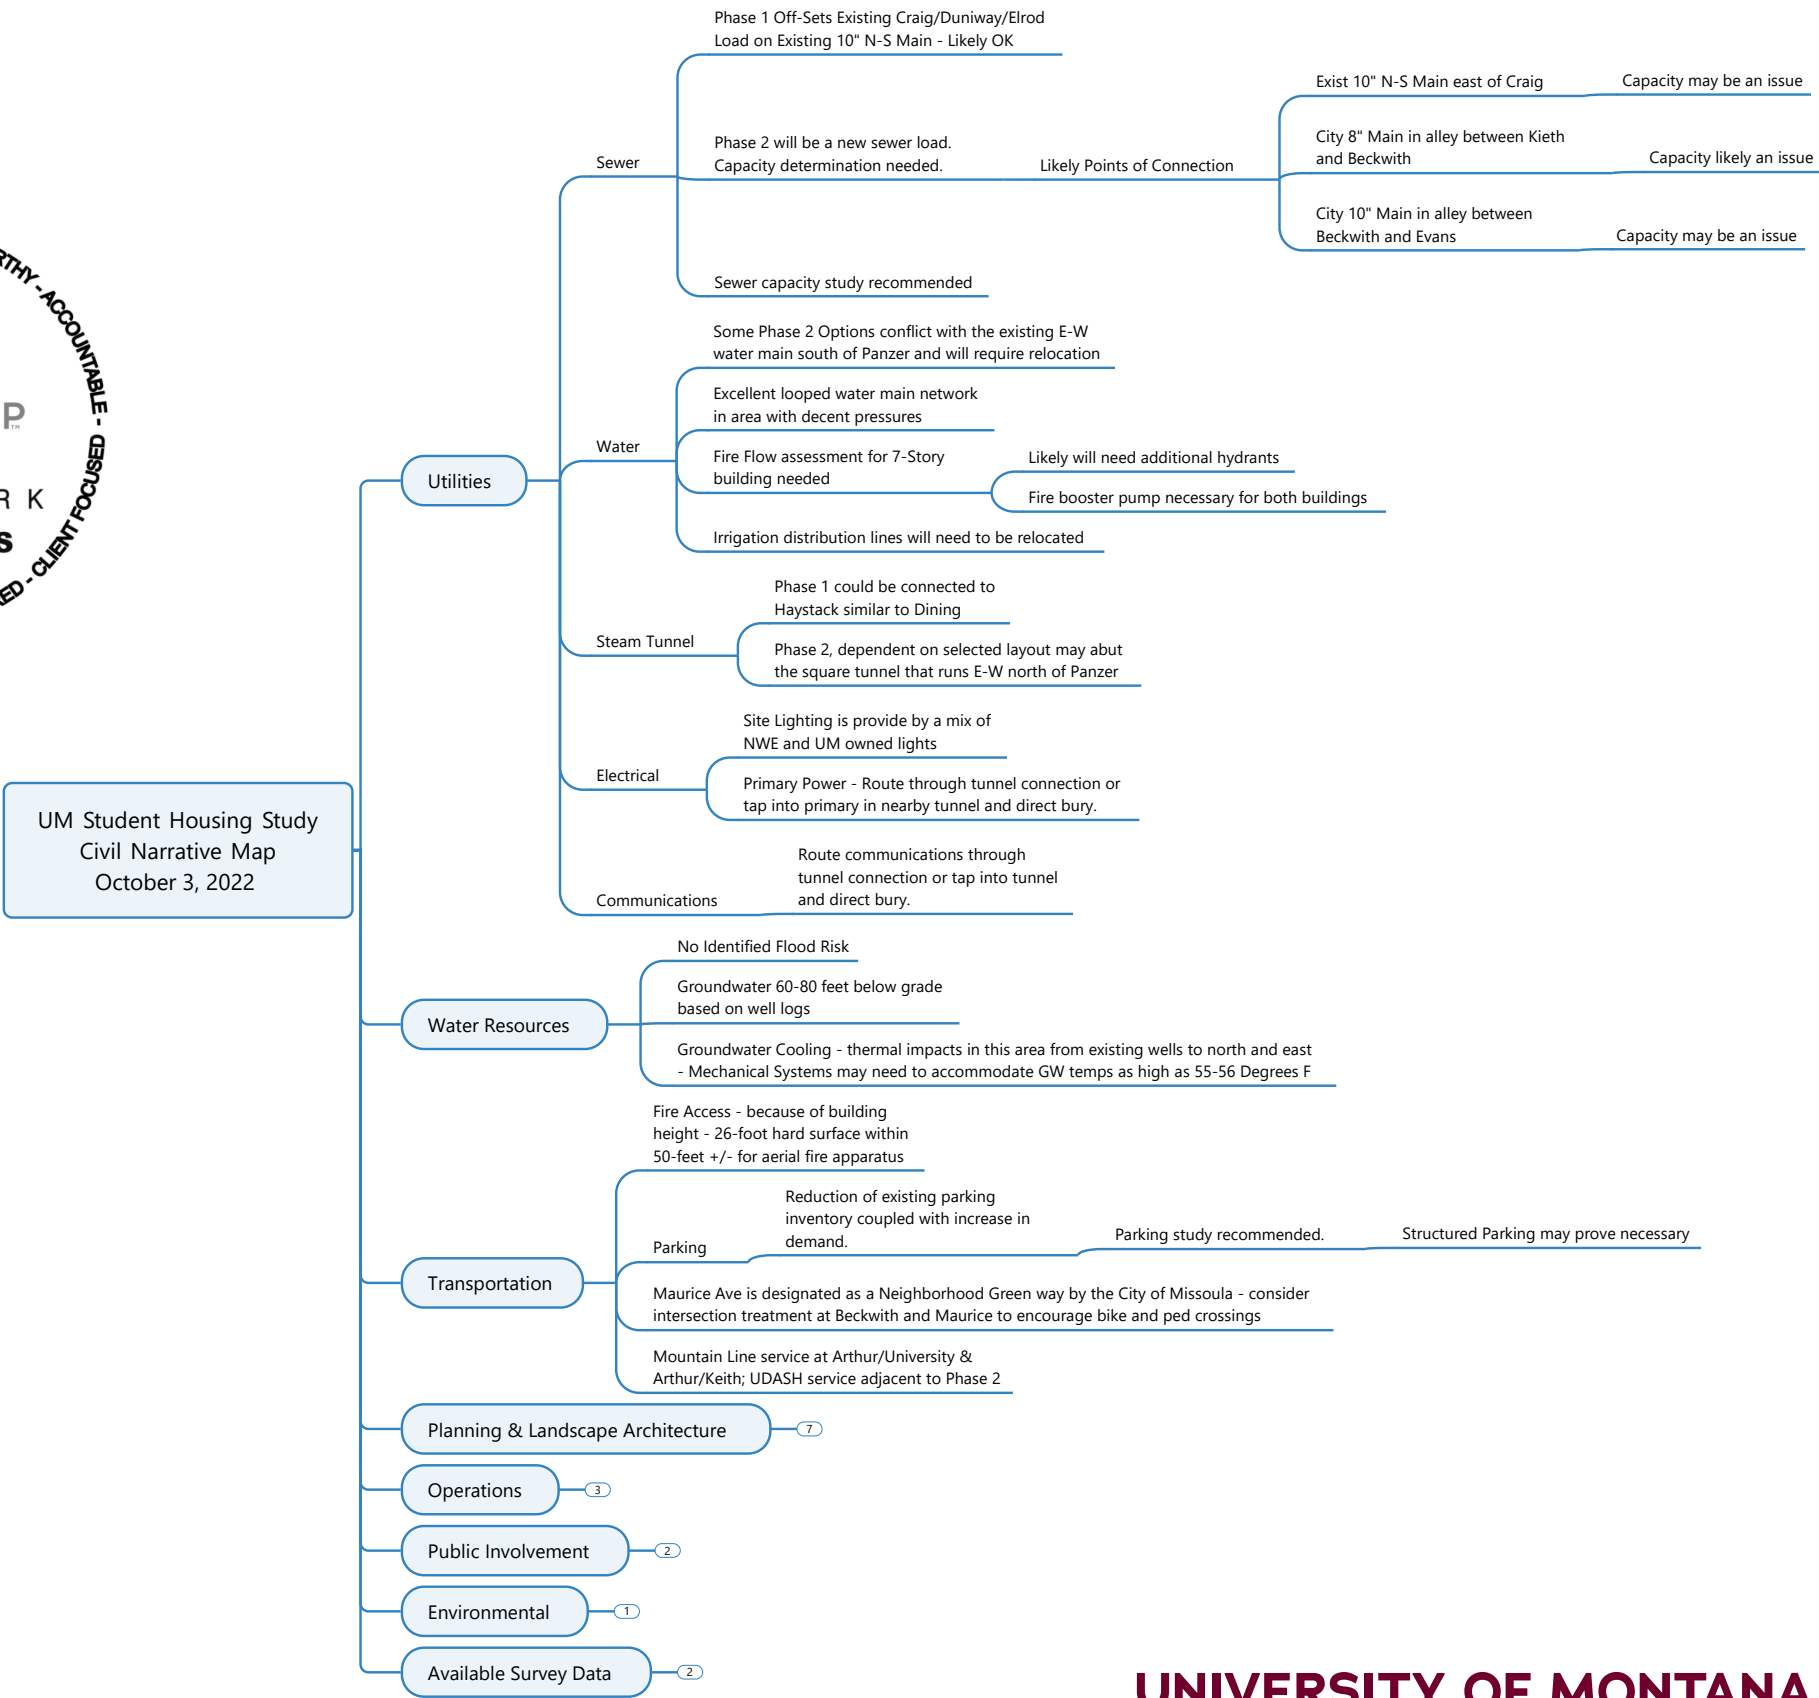 Phase 1 Off-Sets Existing Craig/Duniway/Elrod
Load on Existing 10" N-S Main - Likely OK
Exist 10" N-S Main east of Craig
Capacity may be an issue
Sewer
Phase 2 will be a new sewer load.
Capacity determination needed.
Likely Points of Connection
City 8" Main in alley between Kieth
and Beckwith
Capacity likely an issue
City 10" Main in alley between
Beckwith and Evans
Capacity may be an issue
Sewer capacity study recommended
Some Phase 2 Options conflict with the existing E-W
water main south of Panzer and will require relocation
Excellent looped water main network
in area with decent pressures
Water
Fire Flow assessment for 7-Story
building needed
Likely will need additional hydrants
Fire booster pump necessary for both buildings
Irrigation distribution lines will need to be relocated
Utilities
Phase 1 could be connected to
Haystack similar to Dining
Steam Tunnel
Phase 2, dependent on selected layout may abut
the square tunnel that runs E-W north of Panzer
Site Lighting is provide by a mix of
NWE and UM owned lights
Electrical
Primary Power - Route through tunnel connection or
tap into primary in nearby tunnel and direct bury.
Communications
Route communications through
tunnel connection or tap into tunnel
and direct bury.
UM Student Housing Study
Civil Narrative Map
October 3, 2022
Water Resources
No Identified Flood Risk
Groundwater 60-80 feet below grade
based on well logs
Groundwater Cooling - thermal impacts in this area from existing wells to north and east
- Mechanical Systems may need to accommodate GW temps as high as 55-56 Degrees F
Transportation
Fire Access - because of building
height - 26-foot hard surface within
50-feet +/- for aerial fire apparatus
Parking
Reduction of existing parking
inventory coupled with increase in
demand.
Parking study recommended.
Structured Parking may prove necessary
Maurice Ave is designated as a Neighborhood Green way by the City of Missoula - consider
intersection treatment at Beckwith and Maurice to encourage bike and ped crossings
Mountain Line service at Arthur/University &
Arthur/Keith; UDASH service adjacent to Phase 2
Planning & Landscape Architecture
7
Operations
3
Public Involvement
2
Environmental
1
Available Survey Data
2
- ACCOUNTABLE -
- CLIENT FOCUSED
P
TM
R K
s
UNIVERSITY OF MONTANA